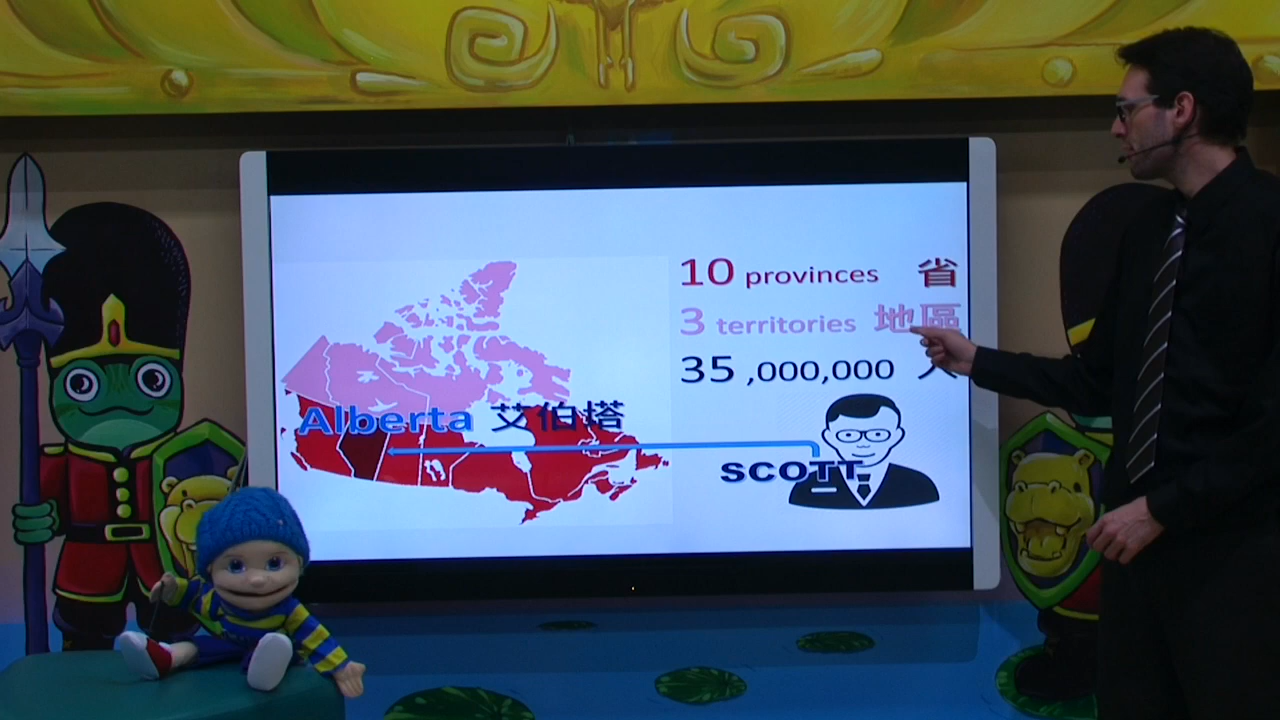 10 provinces 省
3 territories 地區
35 ,000,000 人
Alberta 艾伯塔
SCOTT